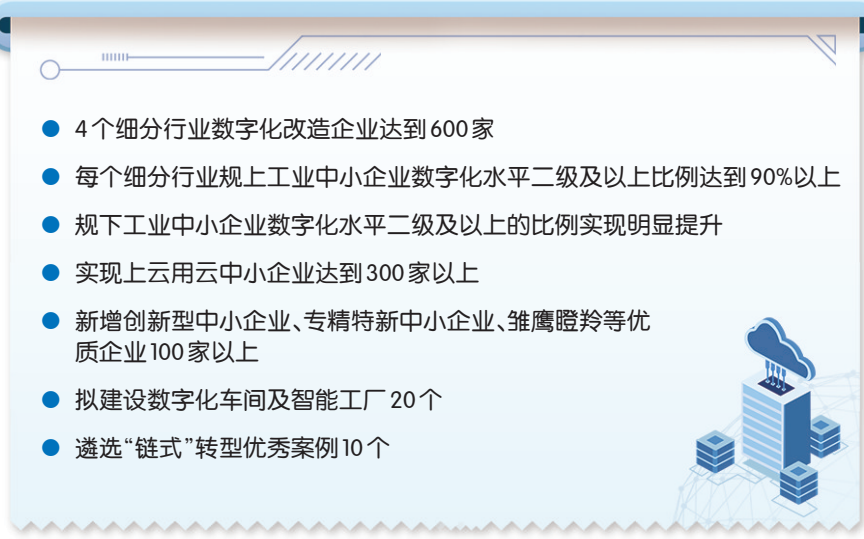 4个细分行业数字化改造企业达到600家
每个细分行业规上工业中小企业数字化水平二级及以上比例达到90%以上
规下工业中小企业数字化水平二级及以上的比例实现明显提升
实现上云用云中小企业达到300家以上
新增创新型中小企业、专精特新中小企业、雏鹰瞪羚等优
质企业100家以上
拟建设数字化车间及智能工厂20个
遴选“链式”转型优秀案例10个